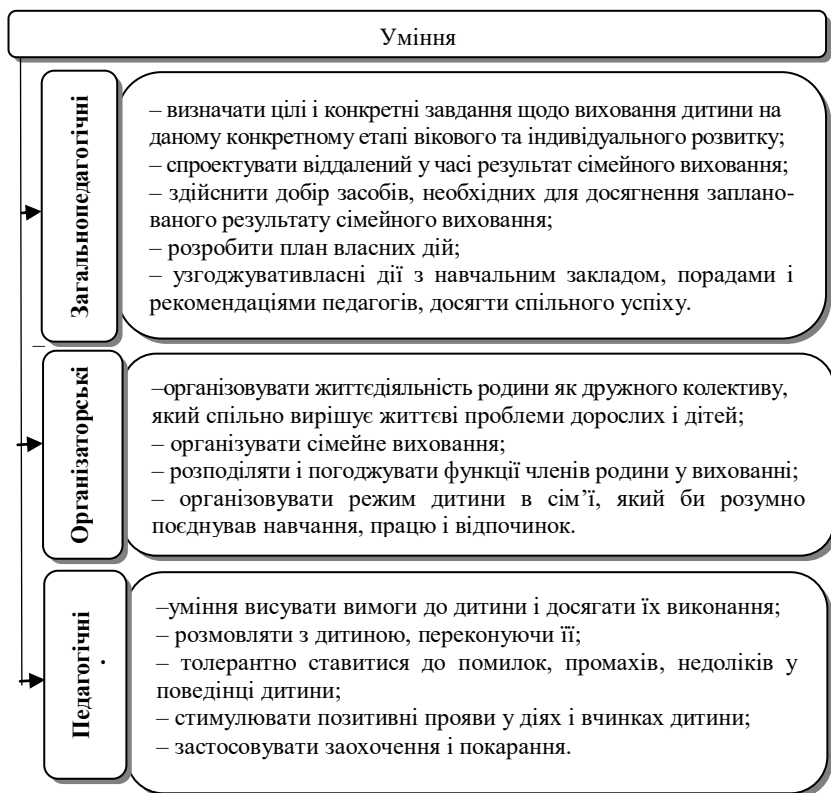 Уміння
Загальнопедагогічні
– визначати цілі і конкретні завдання щодо виховання дитини на
даному конкретному етапі вікового та індивідуального розвитку;
– спроектувати віддалений у часі результат сімейного виховання;
– здійснити добір засобів, необхідних для досягнення заплано-
ваного результату сімейного виховання;
– розробити план власних дій;
– узгоджувативласні дії з навчальним закладом, порадами і
рекомендаціями педагогів, досягти спільного успіху.
Організаторські
–організовувати життєдіяльність родини як дружного колективу,
який спільно вирішує життєві проблеми дорослих і дітей;
– організувати сімейне виховання;
– розподіляти і погоджувати функції членів родини у вихованні;
– організовувати режим дитини в сім’ї, який би розумно
поєднував навчання, працю і відпочинок.
Педагогічні
–уміння висувати вимоги до дитини і досягати їх виконання;
– розмовляти з дитиною, переконуючи її;
– толерантно ставитися до помилок, промахів, недоліків у
поведінці дитини;
– стимулювати позитивні прояви у діях і вчинках дитини;
– застосовувати заохочення і покарання.